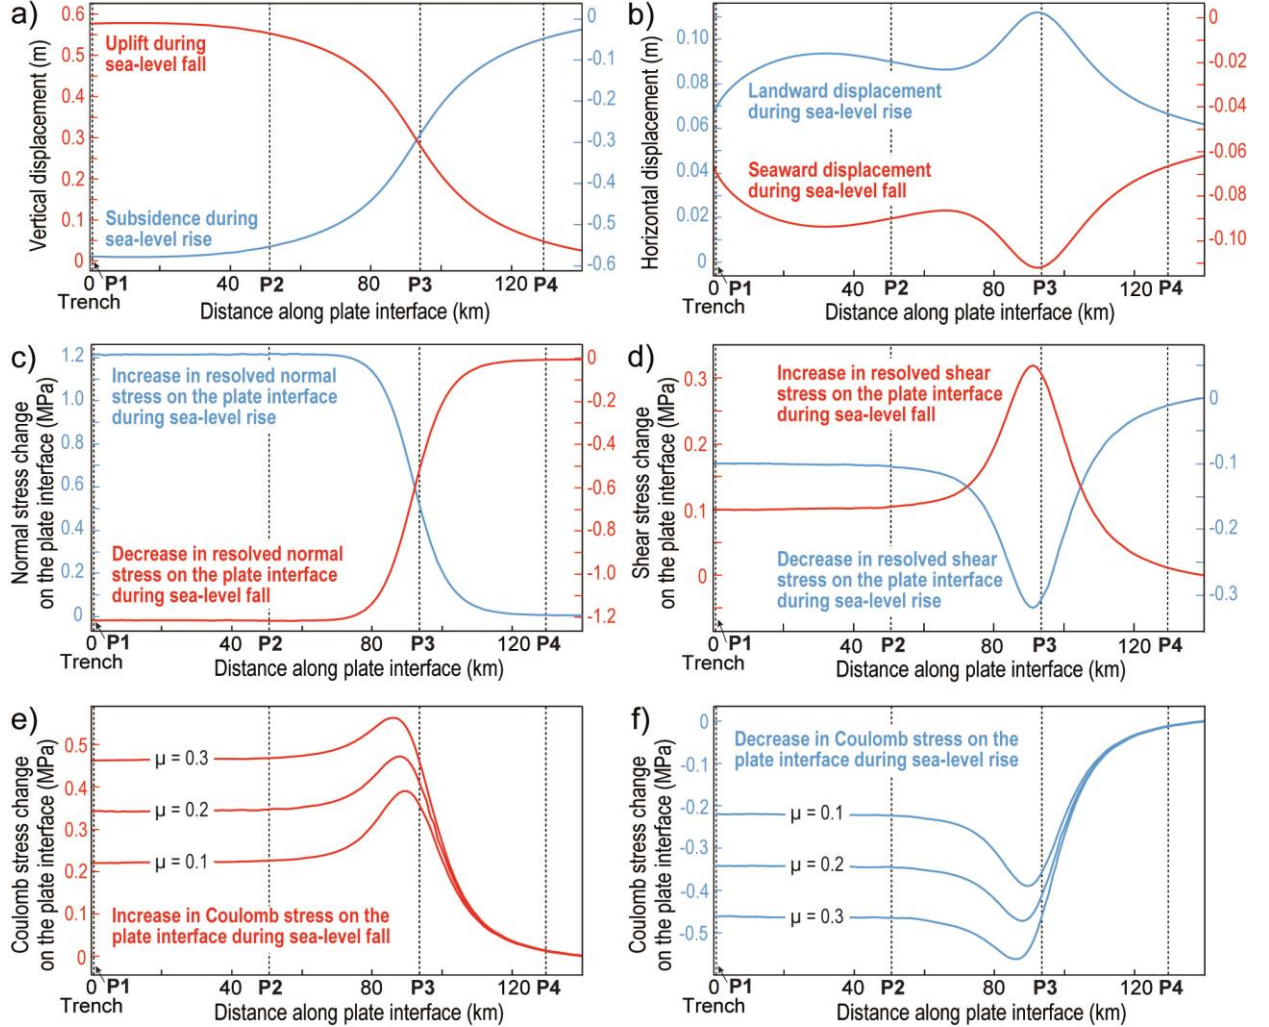 a)
Vertical displacement (m)
0.6
0.5
0.4
0.3
0.2
0.1
0
Uplift during
sea-level fall
Subsidence during
sea-level rise
0
-0.1
-0.2
-0.3
-0.4
-0.5
-0.6
0 P1 40 P2 80 P3 120 P4
Trench
Distance along plate interface (km)
b)
Horizontal displacement (m)
0.10
0.08
0.06
0.04
0.02
0
Landward displacement
during sea-level rise
Seaward displacement
during sea-level fall
0
-0.02
-0.04
-0.06
-0.08
-0.10
0 P1 40 P2 80 P3 120 P4
Trench
Distance along plate interface (km)
c)
Normal stress change
on the plate interface (MPa)
1.2
1.0
0.8
0.6
0.4
0.2
0
Increase in resolved normal
stress on the plate interface
during sea-level rise
Decrease in resolved normal
stress on the plate interface
during sea-level fall
0
-0.2
-0.4
-0.6
-0.8
-1.0
-1.2
0 P1 40 P2 80 P3 120 P4
Trench
Distance along plate interface (km)
d)
Shear stress change
on the plate interface (MPa)
0.3
0.2
0.1
0
Increase in resolved shear
stress on the plate interface
during sea-level fall
Decrease in resolved shear
stress on the plate interface
during sea-level rise
0
-0.1
-0.2
-0.3
0 P1 40 P2 80 P3 120 P4
Trench
Distance along plate interface (km)
e)
Coulomb stress change
on the plate interface (MPa)
0.5
0.4
0.3
0.2
0.1
0
μ = 0.3
μ = 0.2
μ = 0.1
Increase in Coulomb stress on the
plate interface during sea-level fall
0 P1 40 P2 80 P3 120 P4
Trench
Distance along plate interface (km)
f)
Coulomb stress change
on the plate interface (MPa)
0
-0.1
-0.2
-0.3
-0.4
-0.5
Decrease in Coulomb stress on the
plate interface during sea-level rise
μ = 0.1
μ = 0.2
μ = 0.3
0 P1 40 P2 80 P3 120 P4
Trench
Distance along plate interface (km)